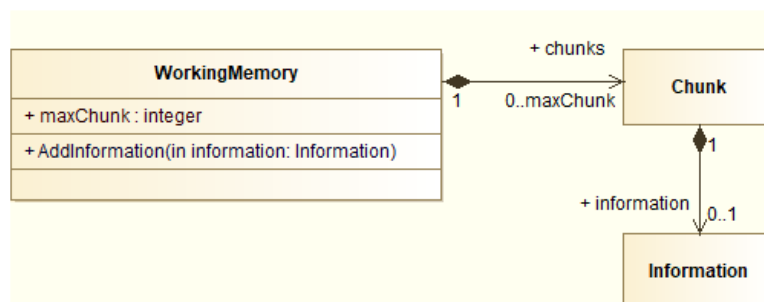 WorkingMemory
+ maxChunk : integer
+ AddInformation(in information: Information)
+ chunks
1
0..maxChunk
Chunk
1
+ information
0..1
Information